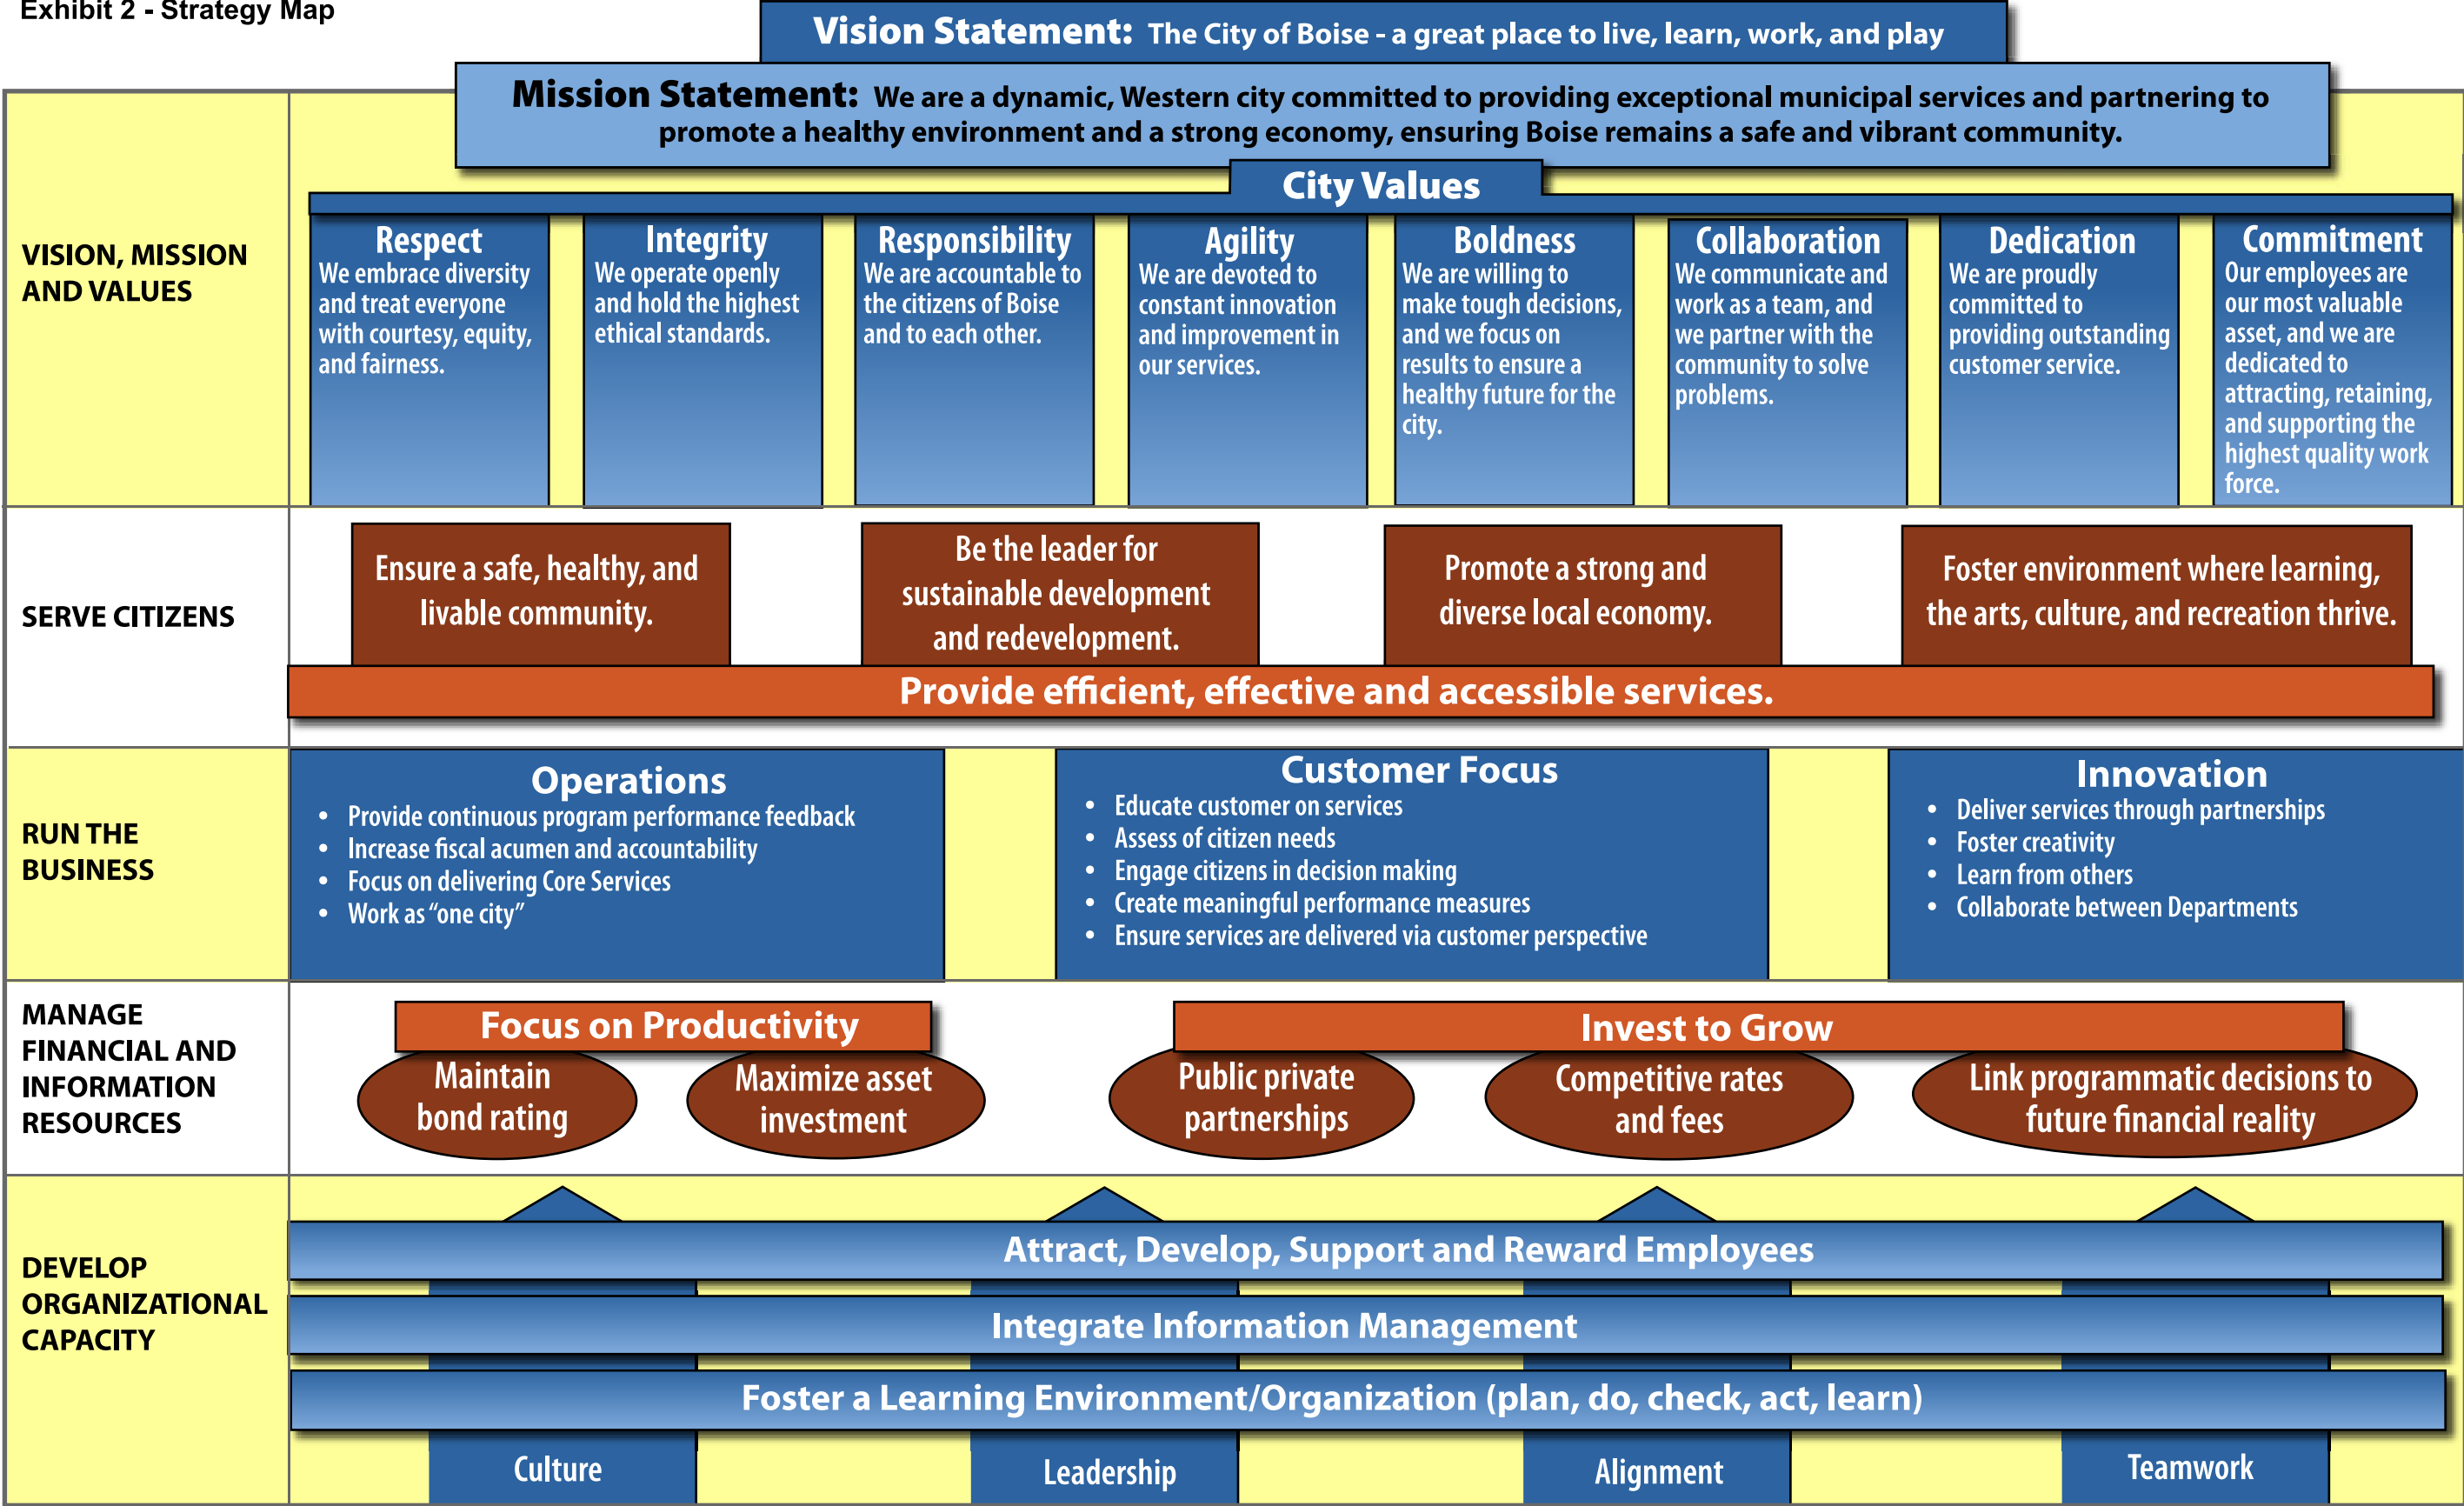 Exhibit 2 - Strategy Map
Vision Statement: The City of Boise - a great place to live, learn, work, and play
Mission Statement: We are a dynamic, Western city committed to providing exceptional municipal services and partnering to
promote a healthy environment and a strong economy, ensuring Boise remains a safe and vibrant community.
VISION, MISSION
AND VALUES
City Values
Respect
We embrace diversity
and treat everyone
with courtesy, equity,
and fairness.
Integrity
We operate openly
and hold the highest
ethical standards.
Responsibility
We are accountable to
the citizens of Boise
and to each other.
Agility
We are devoted to
constant innovation
and improvement in
our services.
Boldness
We are willing to
make tough decisions,
and we focus on
results to ensure a
healthy future for the
city.
Collaboration
We communicate and
work as a team, and
we partner with the
community to solve
problems.
Dedication
We are proudly
committed to
providing outstanding
customer service.
Commitment
Our employees are
our most valuable
asset, and we are
dedicated to
attracting, retaining,
and supporting the
highest quality work
force.
SERVE CITIZENS
Ensure a safe, healthy, and
livable community.
Be the leader for
sustainable development
and redevelopment.
Promote a strong and
diverse local economy.
Foster environment where learning,
the arts, culture, and recreation thrive.
Provide efficient, effective and accessible services.
RUN THE
BUSINESS
Operations
• Provide continuous program performance feedback
• Increase fiscal acumen and accountability
• Focus on delivering Core Services
• Work as “one city”
Customer Focus
• Educate customer on services
• Assess of citizen needs
• Engage citizens in decision making
• Create meaningful performance measures
• Ensure services are delivered via customer perspective
Innovation
• Deliver services through partnerships
• Foster creativity
• Learn from others
• Collaborate between Departments
MANAGE
FINANCIAL AND
INFORMATION
RESOURCES
Focus on Productivity
Maintain
bond rating
Maximize asset
investment
Invest to Grow
Public private
partnerships
Competitive rates
and fees
Link programmatic decisions to
future financial reality
DEVELOP
ORGANIZATIONAL
CAPACITY
Attract, Develop, Support and Reward Employees
Integrate Information Management
Foster a Learning Environment/Organization (plan, do, check, act, learn)
Culture
Leadership
Alignment
Teamwork